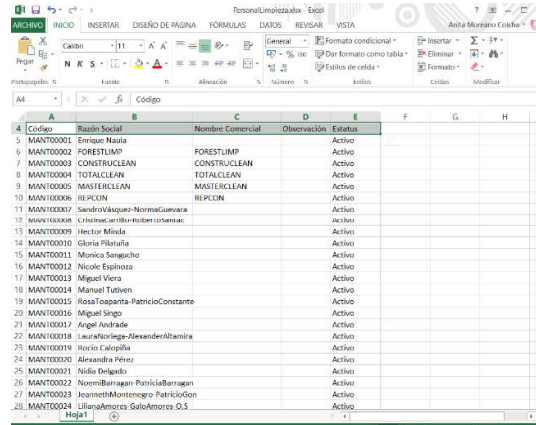 PersonalLimpieza.xlsx - Excel
ARCHIVO INICIO INSERTAR DISEÑO DE PÁGINA FÓRMULAS DATOS REVISAR VISTA Anita Moreano Colcha
Pegar Calibri 11 General Formato condicional Insertar
N K S % 000 Dar formato como tabla Eliminar
Estilos de celda Formato
Portapapeles Fuente Alineación Número Estilos Celdas Modificar
A4 fx Código
A B C D E F G H
4 Código Razón Social Nombre Comercial Observación Estatus
5 MANT00001 Enrique Naula Activo
6 MANT00002 FORESTLIMP FORESTLIMP Activo
7 MANT00003 CONSTRUCLEAN CONSTRUCLEAN Activo
8 MANT00004 TOTALCLEAN TOTALCLEAN Activo
9 MANT00005 MASTERCLEAN MASTERCLEAN Activo
10 MANT00006 REPCON REPCON Activo
11 MANT00007 SandroVásquez-NormaGuevara Activo
12 MANT00008 CristinaCarrillo-RobertoSantac Activo
13 MANT00009 Hector Minda Activo
14 MANT00010 Gloria Pilatuña Activo
15 MANT00011 Monica Sangucho Activo
16 MANT00012 Nicole Espinoza Activo
17 MANT00013 Miguel Viera Activo
18 MANT00014 Manuel Tutiven Activo
19 MANT00015 RosaToapanta-PatricioConstante Activo
20 MANT00016 Miguel Singo Activo
21 MANT00017 Angel Andrade Activo
22 MANT00018 LauraNoriega-AlexanderAltamira Activo
23 MANT00019 Rocio Calopiña Activo
24 MANT00020 Alexandra Pérez Activo
25 MANT00021 Nidia Delgado Activo
26 MANT00022 NoemiBarragan-PatriciaBarragan Activo
27 MANT00023 JeannethMontenegro-PatricioGon Activo
28 MANT00024 LilianaAmores-GaloAmores-O.S Activo
Hoja1